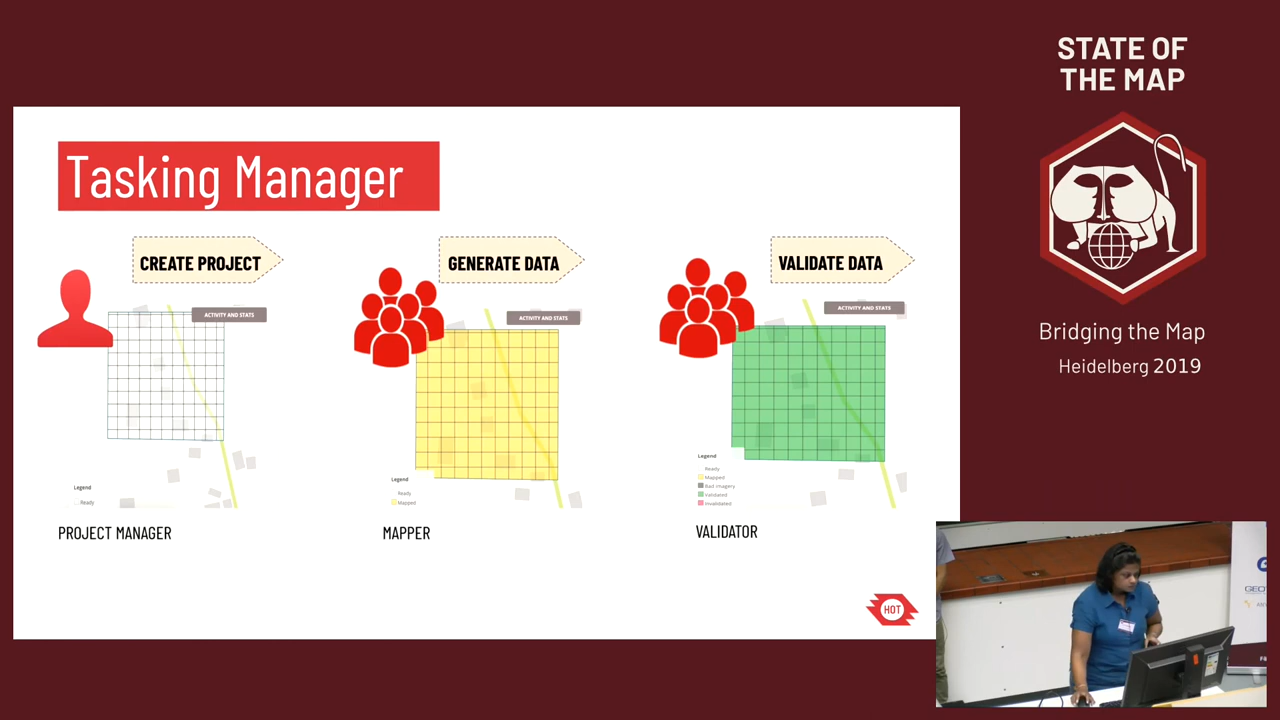 STATE OF
THE MAP
Bridging the Map
Heidelberg 2019
Tasking Manager
CREATE PROJECT
GENERATE DATA
VALIDATE DATA
ACTIVITY AND STATS
ACTIVITY AND STATS
ACTIVITY AND STATS
Legend
Ready
Legend
Ready
Mapped
Legend
Ready
Mapped
Bad imagery
Validated
Invalidated
PROJECT MANAGER
MAPPER
VALIDATOR
HOT